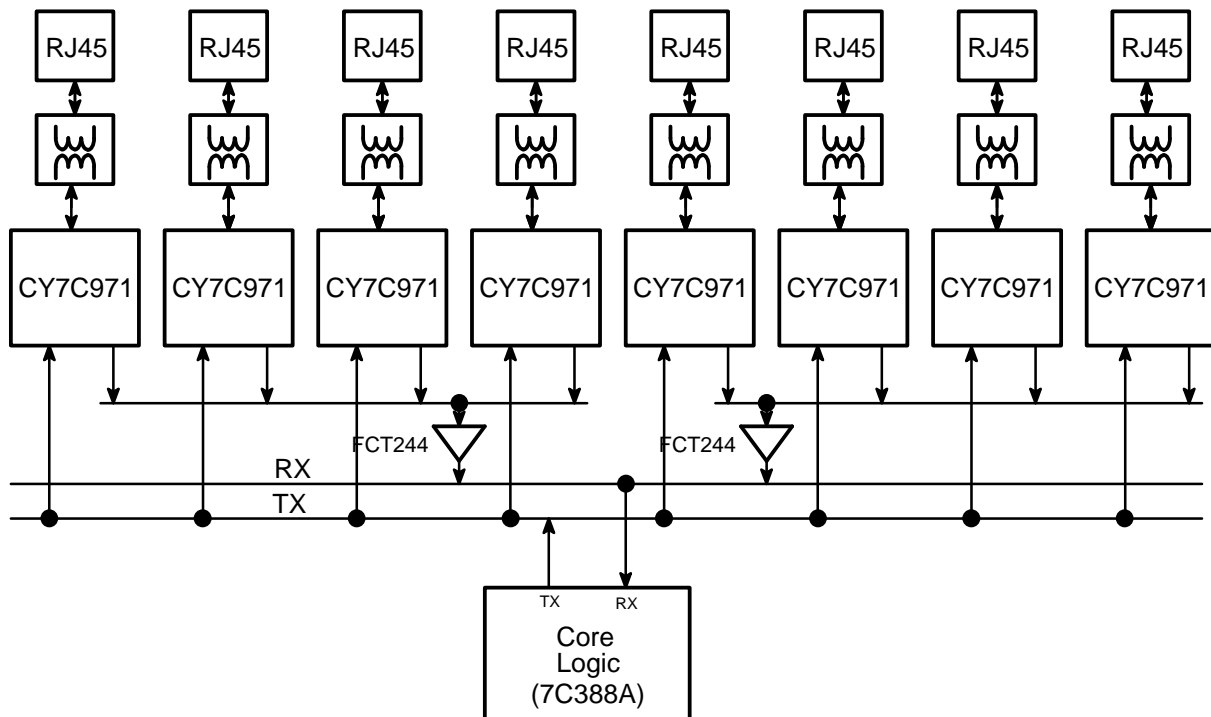 RJ45 RJ45 RJ45 RJ45 RJ45 RJ45 RJ45 RJ45
CY7C971 CY7C971 CY7C971 CY7C971 CY7C971 CY7C971 CY7C971 CY7C971
FCT244 FCT244
RX
TX
TX RX
Core
Logic
(7C388A)